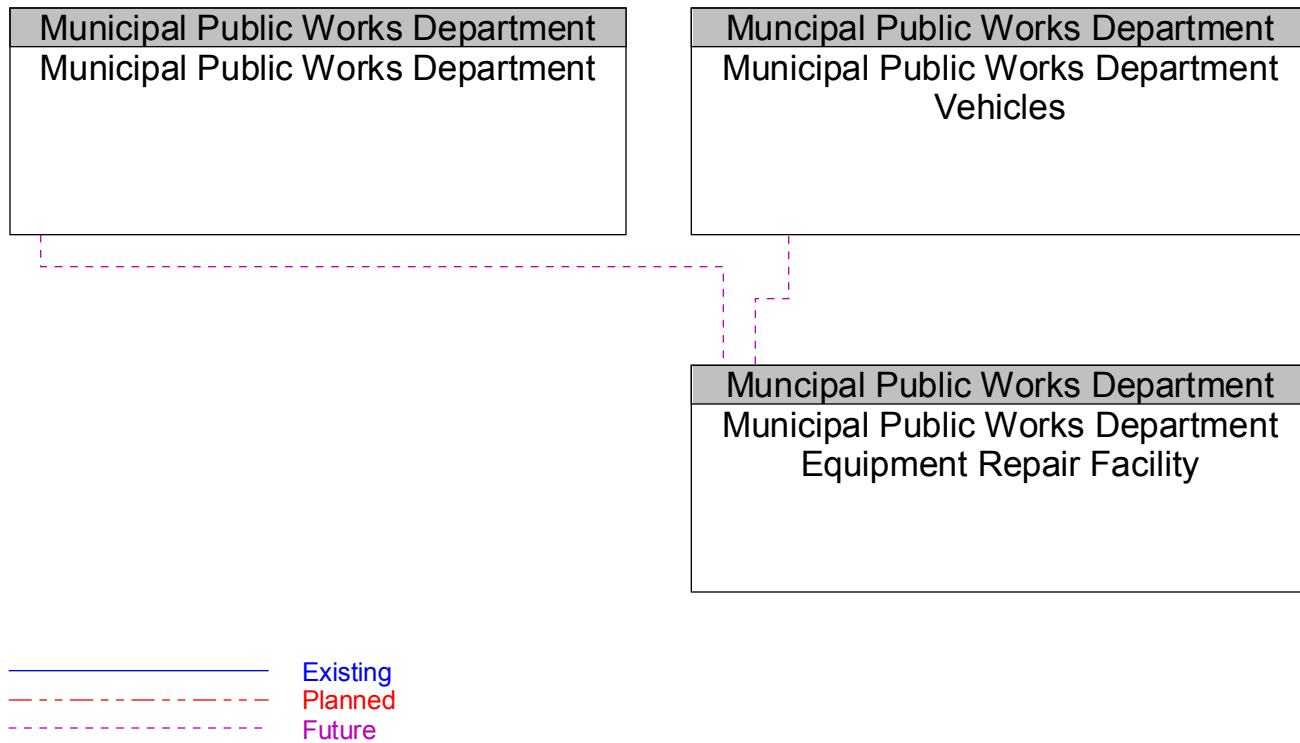 Municipal Public Works Department
Municipal Public Works Department
Muncipal Public Works Department
Municipal Public Works Department
Vehicles
Muncipal Public Works Department
Municipal Public Works Department
Equipment Repair Facility
Existing
Planned
Future